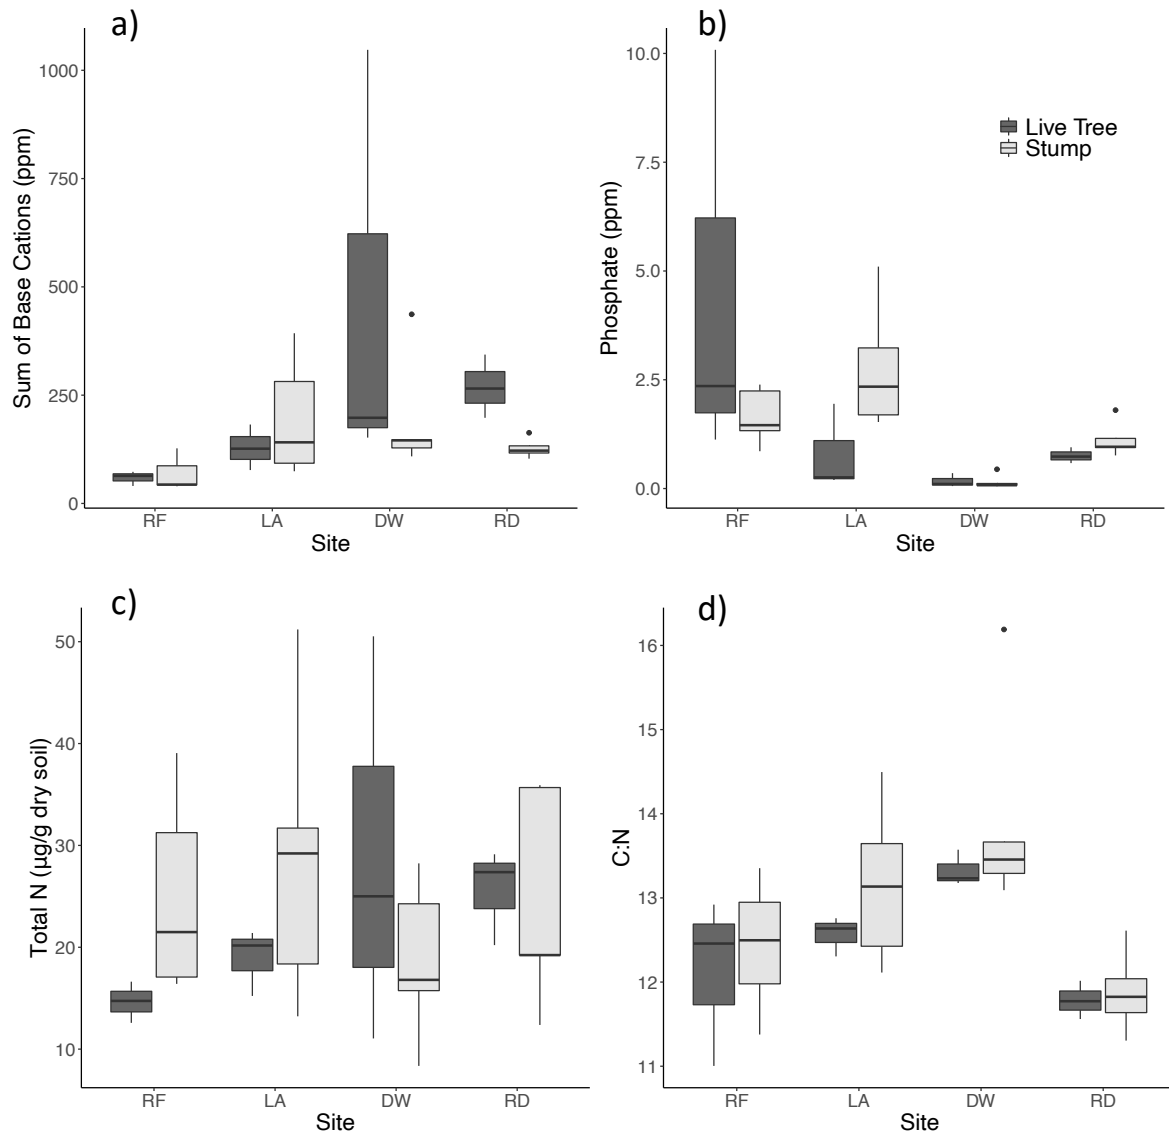 a)
Sum of Base Cations (ppm)
1000
750
500
250
0
RF LA DW RD
Site
b)
Phosphate (ppm)
10.0
7.5
5.0
2.5
0.0
Live Tree
Stump
RF LA DW RD
Site
c)
Total N (µg/g dry soil)
50
40
30
20
10
RF LA DW RD
Site
d)
C:N
16
15
14
13
12
11
RF LA DW RD
Site